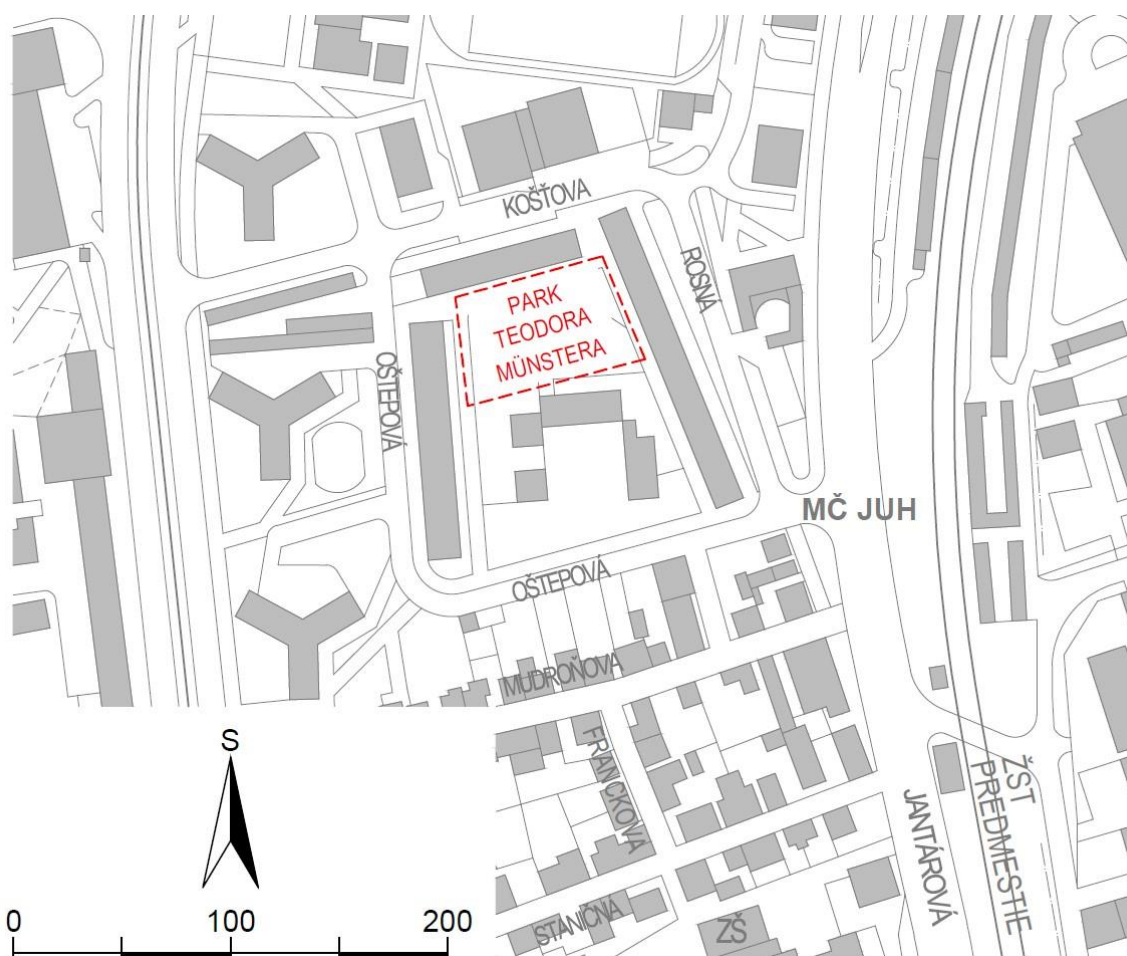 KOŠŤOVA
ROSNÁ
PARK
TEODORA
MÜNSTERA
OŠTEPOVÁ
MČ JUH
OŠTEPOVÁ
MUDROŇOVA
FRANCKOVA
ŽST
PREDMESTIE
JANTÁROVÁ
STANIČNÁ
ZŠ
S
0 100 200